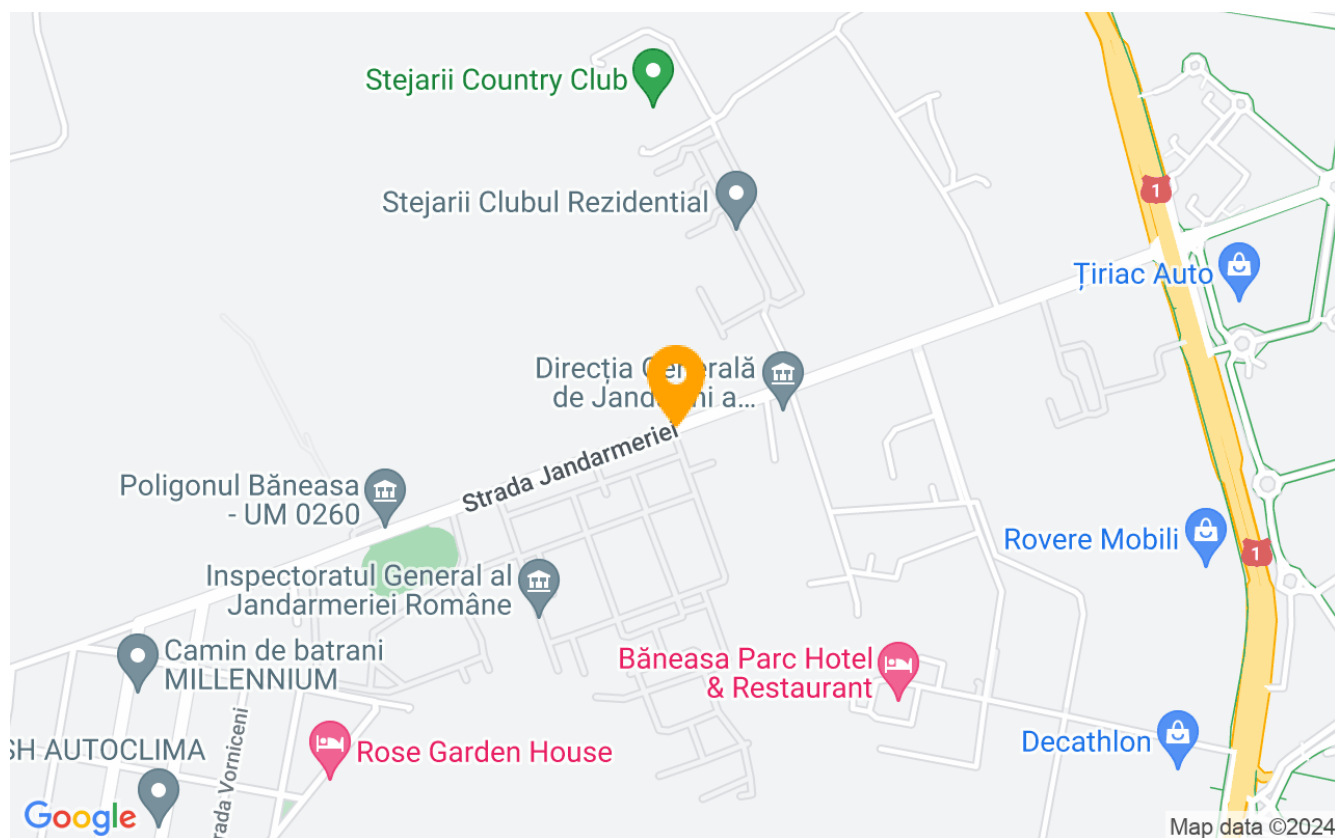 Stejarii Country Club
Stejarii Clubul Rezidential
1
Țiriac Auto
Direcția
de
a...
Strada Jandarmeriei
Poligonul Băneasa
- UM 0260
Rovere Mobili
1
Inspectoratul General al
Jandarmeriei Române
Camin de batrani
MILLENNIUM
Băneasa Parc Hotel
& Restaurant
SH AUTOCLIMA
Rose Garden House
Decathlon
Vorniceni
Google
Map data ©2024